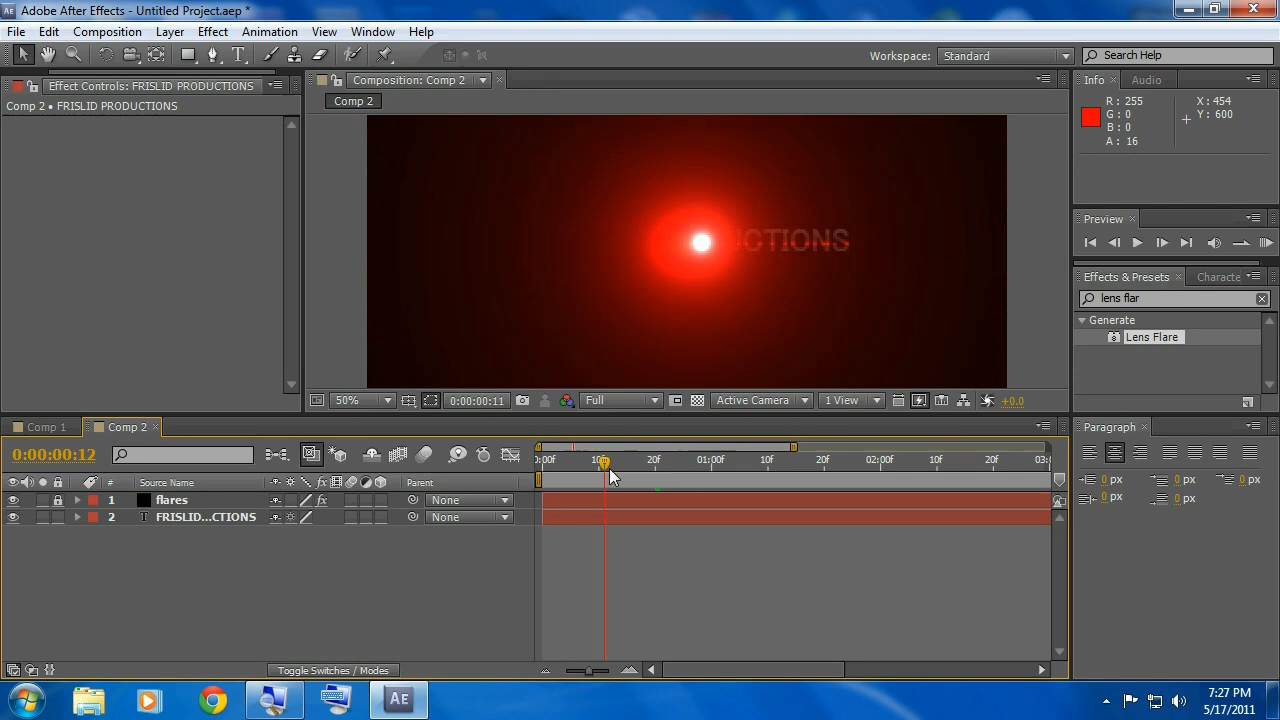 Adobe After Effects - Untitled Project.aep *
File Edit Composition Layer Effect Animation View Window Help
Workspace: Standard Search Help
Effect Controls: FRISLID PRODUCTIONS
Comp 2 • FRISLID PRODUCTIONS
Composition: Comp 2
Comp 2
UCTIONS
Info Audio
R: 255 X: 454
G: 0 Y: 600
B: 0
A: 16
Preview
Effects & Presets Characte
lens flar
Generate
Lens Flare
50% 0:00:00:11 Full Active Camera 1 View +0.0
Comp 1 Comp 2
Paragraph
0:00:00:12
0:00f 10f 20f 01:00f 10f 20f 02:00f 10f 20f 03:0
# Source Name Parent
1 flares None
2 T FRISLID...CTIONS None
0 px 0 px 0 px
0 px 0 px
Toggle Switches / Modes
7:27 PM
5/17/2011